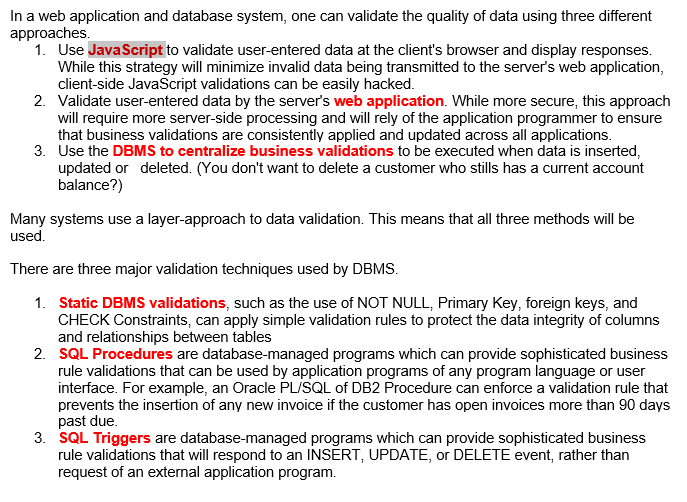 In a web application and database system, one can validate the quality of data using three different
approaches.
1. Use JavaScript to validate user-entered data at the client's browser and display responses.
While this strategy will minimize invalid data being transmitted to the server's web application,
client-side JavaScript validations can be easily hacked.
2. Validate user-entered data by the server's web application. While more secure, this approach
will require more server-side processing and will rely of the application programmer to ensure
that business validations are consistently applied and updated across all applications.
3. Use the DBMS to centralize business validations to be executed when data is inserted,
updated or deleted. (You don't want to delete a customer who stills has a current account
balance?)
Many systems use a layer-approach to data validation. This means that all three methods will be
used.
There are three major validation techniques used by DBMS.
1. Static DBMS validations, such as the use of NOT NULL, Primary Key, foreign keys, and
CHECK Constraints, can apply simple validation rules to protect the data integrity of columns
and relationships between tables
2. SQL Procedures are database-managed programs which can provide sophisticated business
rule validations that can be used by application programs of any program language or user
interface. For example, an Oracle PL/SQL of DB2 Procedure can enforce a validation rule that
prevents the insertion of any new invoice if the customer has open invoices more than 90 days
past due.
3. SQL Triggers are database-managed programs which can provide sophisticated business
rule validations that will respond to an INSERT, UPDATE, or DELETE event, rather than
request of an external application program.